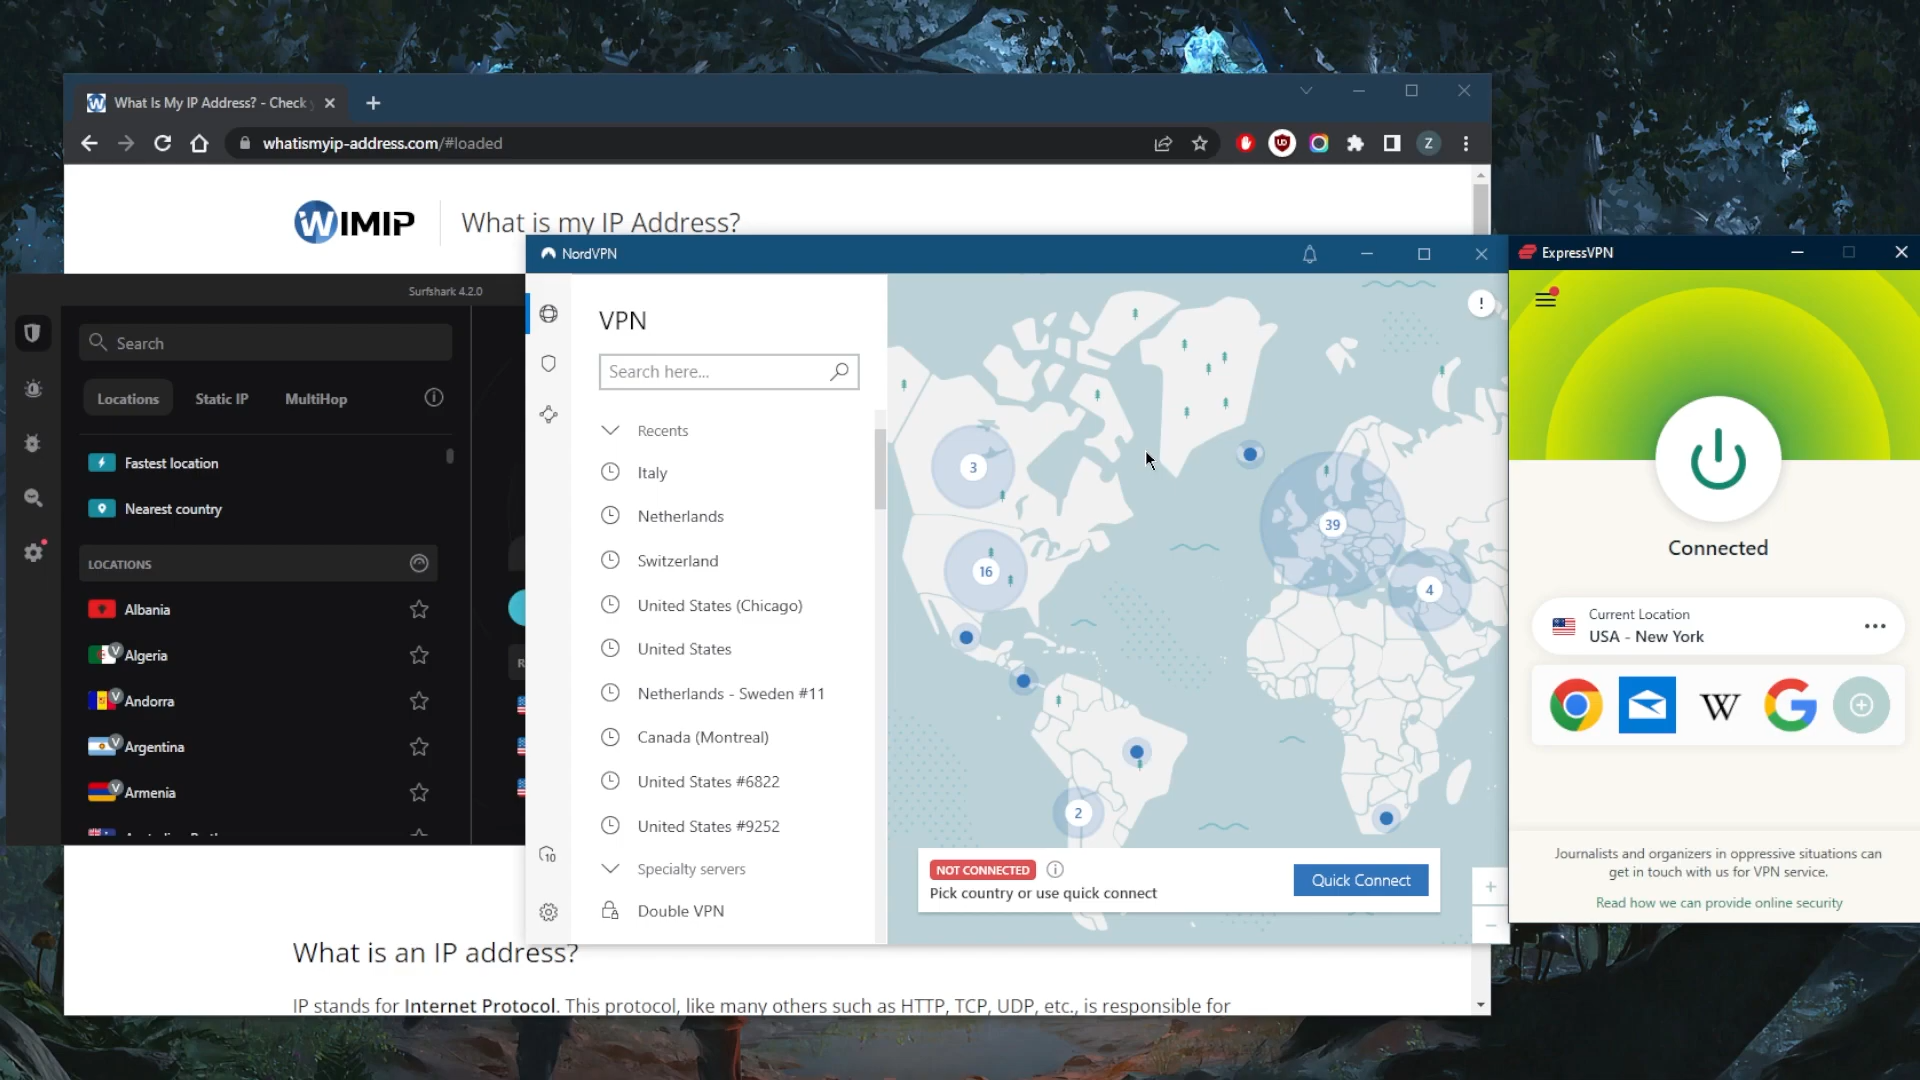 What Is My IP Address? - Check
whatismyip-address.com/#loaded
Z
WIMIP
What is my IP Address?
Surfshark 4.2.0
Search
Locations
Static IP
MultiHop
Fastest location
Nearest country
LOCATIONS
Albania
Algeria
Andorra
Argentina
Armenia
R
NordVPN
VPN
Search here...
Recents
Italy
Netherlands
Switzerland
United States (Chicago)
United States
Netherlands - Sweden #11
Canada (Montreal)
United States #6822
United States #9252
Specialty servers
Double VPN
10
3
16
39
4
2
NOT CONNECTED
Pick country or use quick connect
Quick Connect
ExpressVPN
Connected
Current Location
USA - New York
W
Journalists and organizers in oppressive situations can
get in touch with us for VPN service.
Read how we can provide online security
What is an IP address?
IP stands for Internet Protocol. This protocol, like many others such as HTTP, TCP, UDP, etc., is responsible for